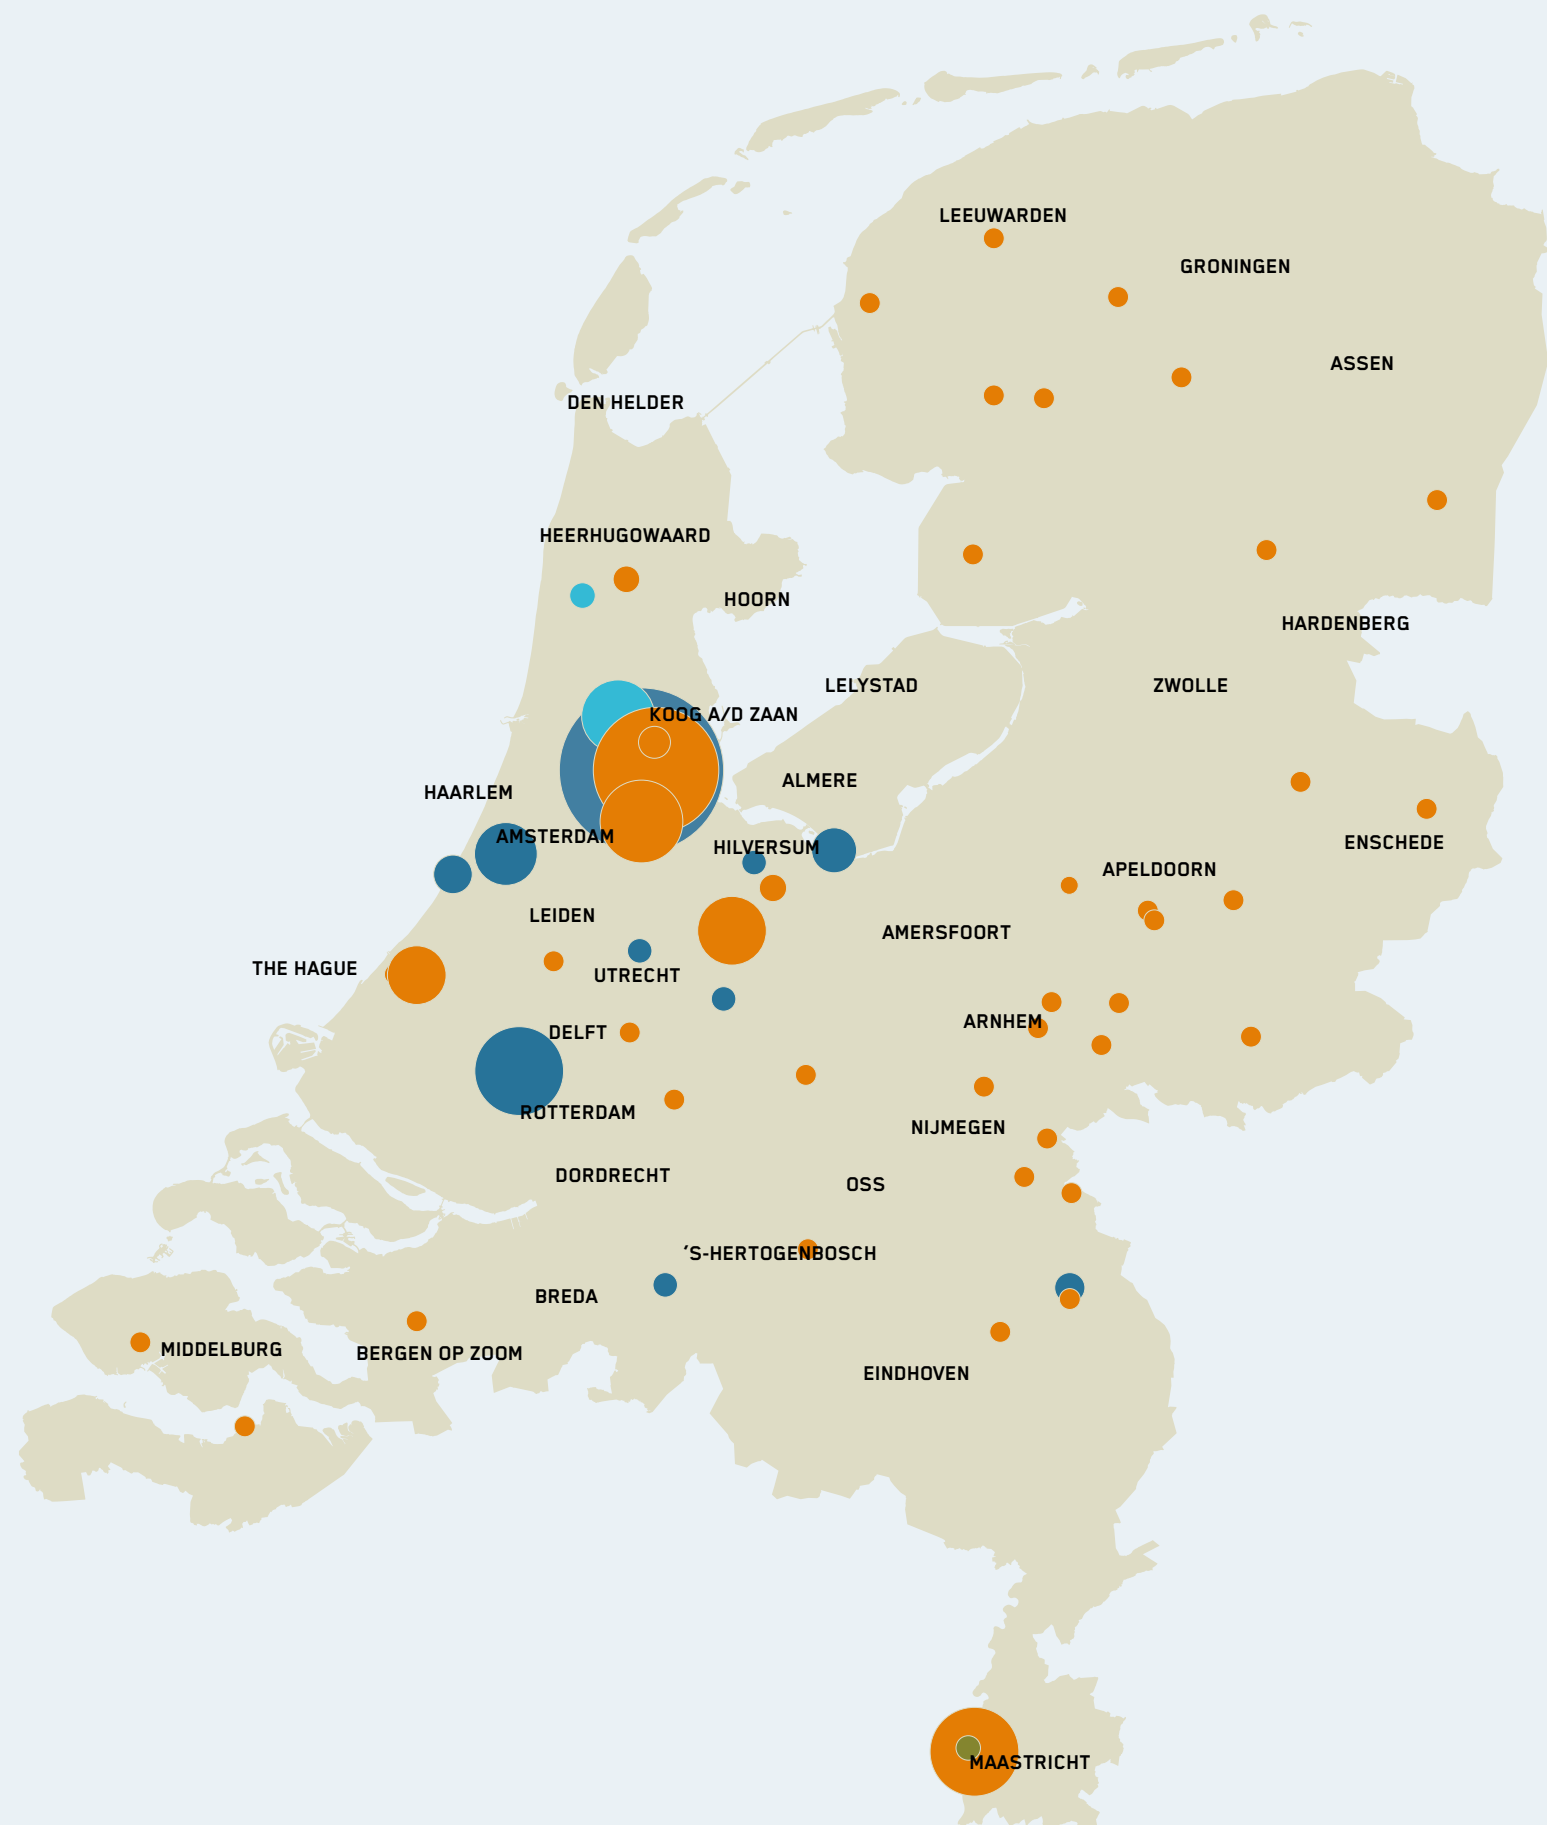 LEEUWARDEN
GRONINGEN
ASSEN
DEN HELDER
HEERHUGOWAARD
HOORN
HARDENBERG
LELYSTAD
ZWOLLE
KOOG A/D ZAAN
ALMERE
HAARLEM
AMSTERDAM
HILVERSUM
ENSCHEDE
APELDOORN
LEIDEN
AMERSFOORT
THE HAGUE
UTRECHT
ARNHEM
DELFT
ROTTERDAM
NIJMEGEN
DORDRECHT
OSS
‘S-HERTOGENBOSCH
BREDA
MIDDELBURG
BERGEN OP ZOOM
EINDHOVEN
MAASTRICHT